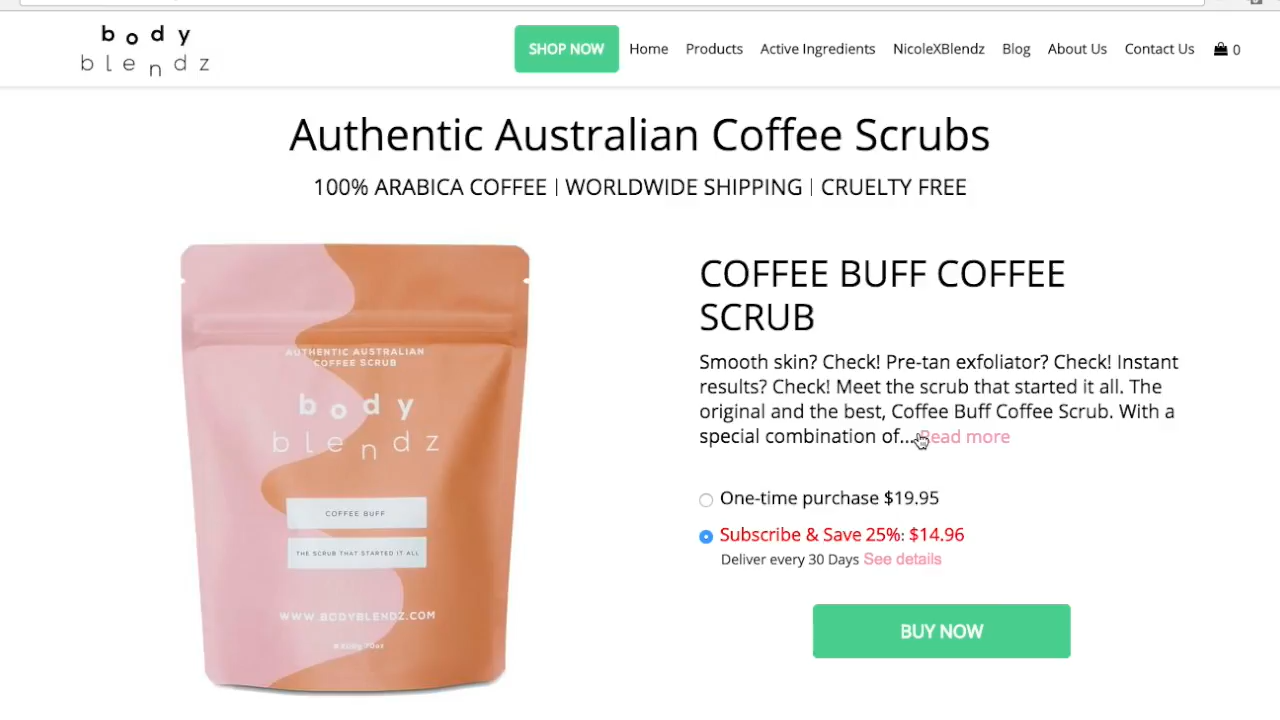 body
blendz
SHOP NOW
Home
Products
Active Ingredients
NicoleXBlendz
Blog
About Us
Contact Us
0
Authentic Australian Coffee Scrubs
100% ARABICA COFFEE | WORLDWIDE SHIPPING | CRUELTY FREE
AUTHENTIC AUSTRALIAN
COFFEE SCRUB
body
blendz
COFFEE BUFF
THE SCRUB THAT STARTED IT ALL
WWW.BODYBLENDZ.COM
COFFEE BUFF COFFEE
SCRUB
Smooth skin? Check! Pre-tan exfoliator? Check! Instant
results? Check! Meet the scrub that started it all. The
original and the best, Coffee Buff Coffee Scrub. With a
special combination of... Read more
One-time purchase $19.95
Subscribe & Save 25%: $14.96
Deliver every 30 Days See details
BUY NOW